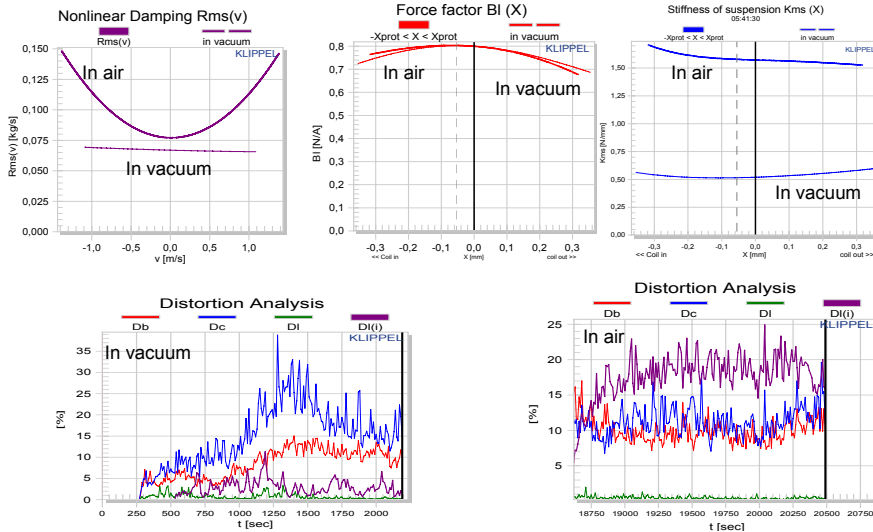 Nonlinear Damping Rms(v)
Rms(v) in vacuum
KLIPPEL
In air
In vacuum
Rms(v) [kg/s]
0,150
0,125
0,100
0,075
0,050
0,025
0,000
-1,0 -0,5 0,0 0,5 1,0
v [m/s]
Force factor Bl (X)
-Xprot < X < Xprot in vacuum
KLIPPEL
In air
In vacuum
Bl [N/A]
0,8
0,7
0,6
0,5
0,4
0,3
0,2
0,1
0,0
-0,3 -0,2 -0,1 0,0 0,1 0,2 0,3
<< Coil in X [mm] coil out >>
Stiffness of suspension Kms (X)
05:41:30
-Xprot < X < Xprot in vacuum
KLIPPEL
In air
In vacuum
Kms [N/mm]
1,50
1,25
1,00
0,75
0,50
0,25
0,00
-0,3 -0,2 -0,1 0,0 0,1 0,2 0,3
<< Coil in X [mm] coil out >>
Distortion Analysis
Db Dc Dl Dl(i)
KLIPPEL
In vacuum
[%]
35
30
25
20
15
10
5
0
0 250 500 750 1000 1250 1500 1750 2000
t [sec]
Distortion Analysis
Db Dc Dl Dl(i)
KLIPPEL
In air
[%]
25
20
15
10
5
0
18750 19000 19250 19500 19750 20000 20250 20500 20750
t [sec]